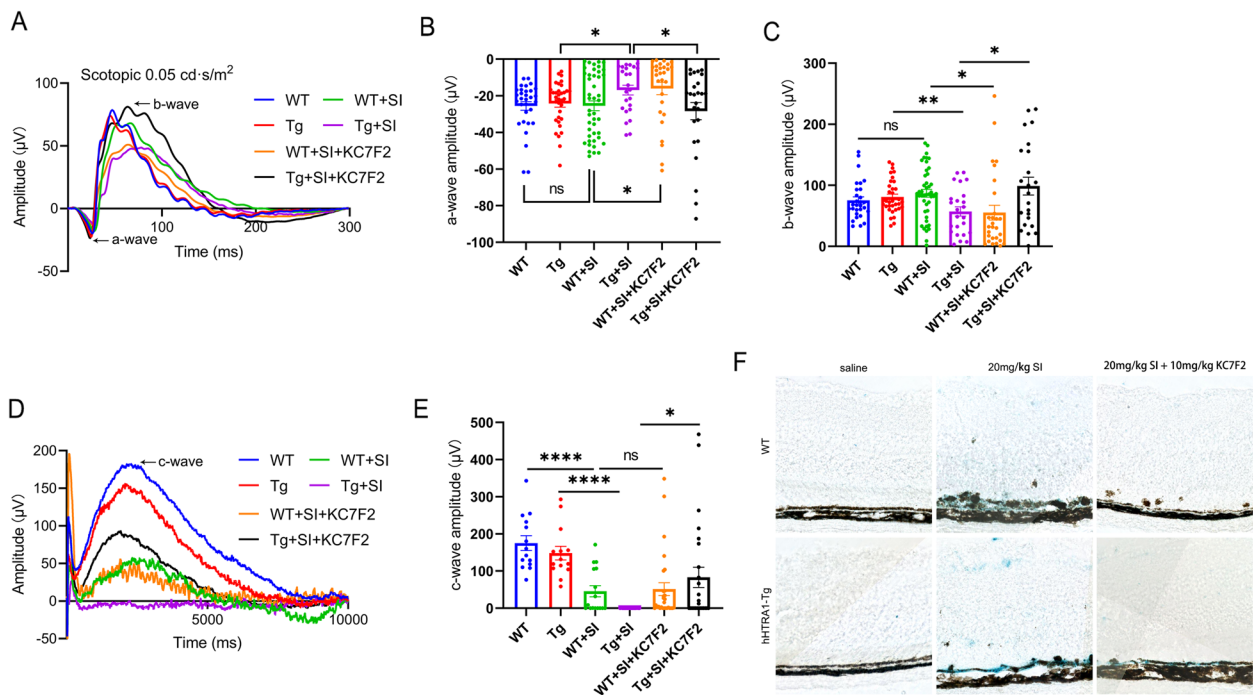 A
Scotopic 0.05 cd·s/m²
100
50
0
-50
Amplitude (μV)
b-wave
a-wave
WT
WT+SI
Tg
Tg+SI
WT+SI+KC7F2
Tg+SI+KC7F2
100
200
300
Time (ms)
B
*
*
0
-20
-40
-60
-80
-100
a-wave amplitude (μV)
ns
*
WT
Tg
WT+SI
Tg+SI
WT+SI+KC7F2
Tg+SI+KC7F2
C
*
*
**
ns
300
200
100
0
b-wave amplitude (μV)
WT
Tg
WT+SI
Tg+SI
WT+SI+KC7F2
Tg+SI+KC7F2
D
200
150
100
50
0
-50
Amplitude (μV)
c-wave
WT
WT+SI
Tg
Tg+SI
WT+SI+KC7F2
Tg+SI+KC7F2
5000
10000
Time (ms)
E
*
****
ns
****
500
400
300
200
100
0
c-wave amplitude (μV)
WT
Tg
WT+SI
Tg+SI
WT+SI+KC7F2
Tg+SI+KC7F2
F
saline
20mg/kg SI
20mg/kg SI + 10mg/kg KC7F2
WT
hHTRA1-Tg